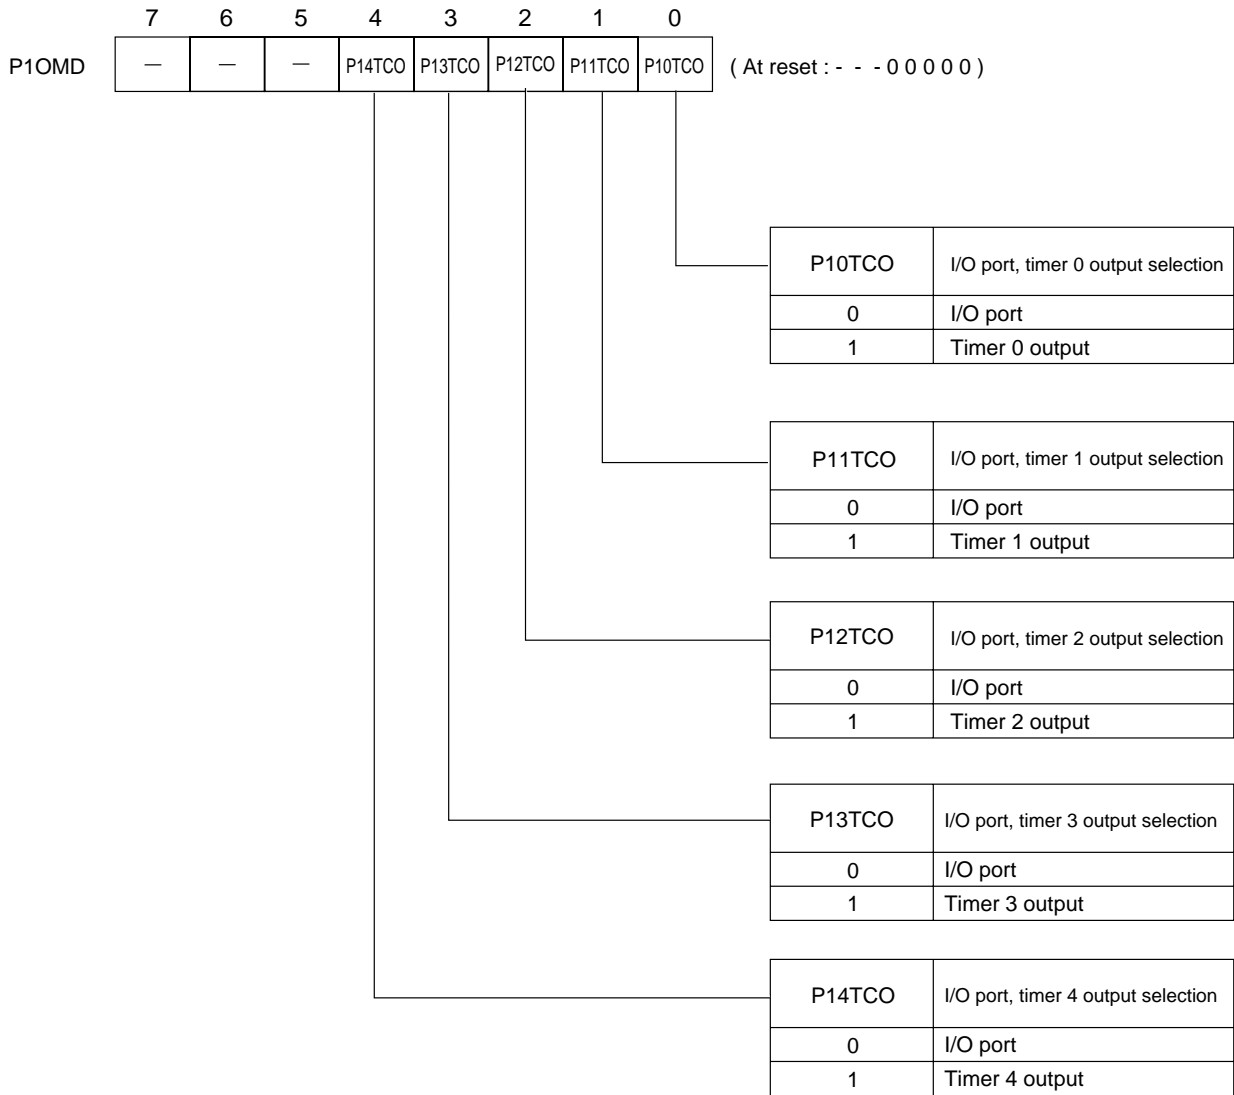 7 6 5 4 3 2 1 0
P1OMD — — — P14TCO P13TCO P12TCO P11TCO P10TCO ( At reset : - - - 0 0 0 0 0 )
P10TCO I/O port, timer 0 output selection
0 I/O port
1 Timer 0 output
P11TCO I/O port, timer 1 output selection
0 I/O port
1 Timer 1 output
P12TCO I/O port, timer 2 output selection
0 I/O port
1 Timer 2 output
P13TCO I/O port, timer 3 output selection
0 I/O port
1 Timer 3 output
P14TCO I/O port, timer 4 output selection
0 I/O port
1 Timer 4 output